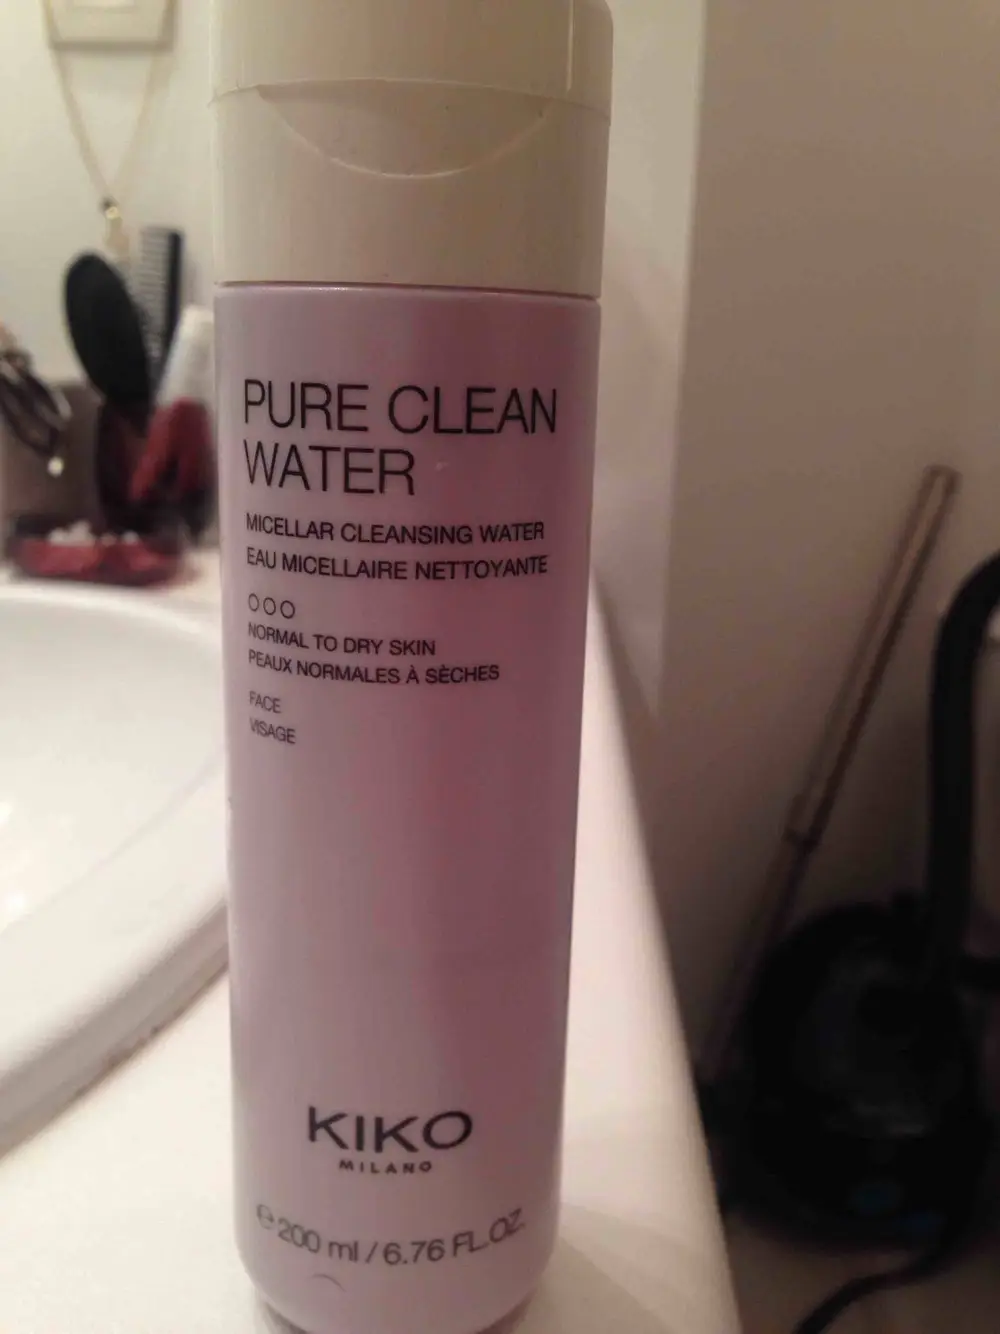 PURE CLEAN
WATER
MICELLAR CLEANSING WATER
EAU MICELLAIRE NETTOYANTE
OOO
NORMAL TO DRY SKIN
PEAUX NORMALES À SÈCHES
FACE
VISAGE
KIKO
MILANO
℮ 200 ml / 6.76 FL.OZ.